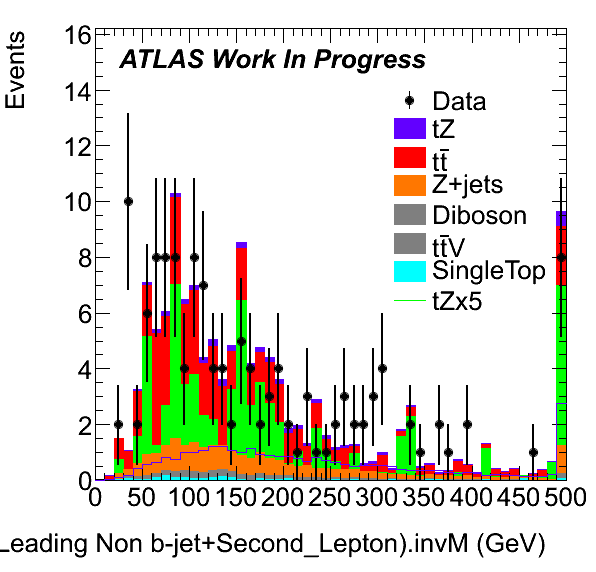 Events
16
14
12
10
8
6
4
2
0
ATLAS Work In Progress
Data
tZ
tt̄
Z+jets
Diboson
tt̄V
SingleTop
tZx5
0 50 100 150 200 250 300 350 400 450 500
Leading Non b-jet+Second_Lepton).invM (GeV)